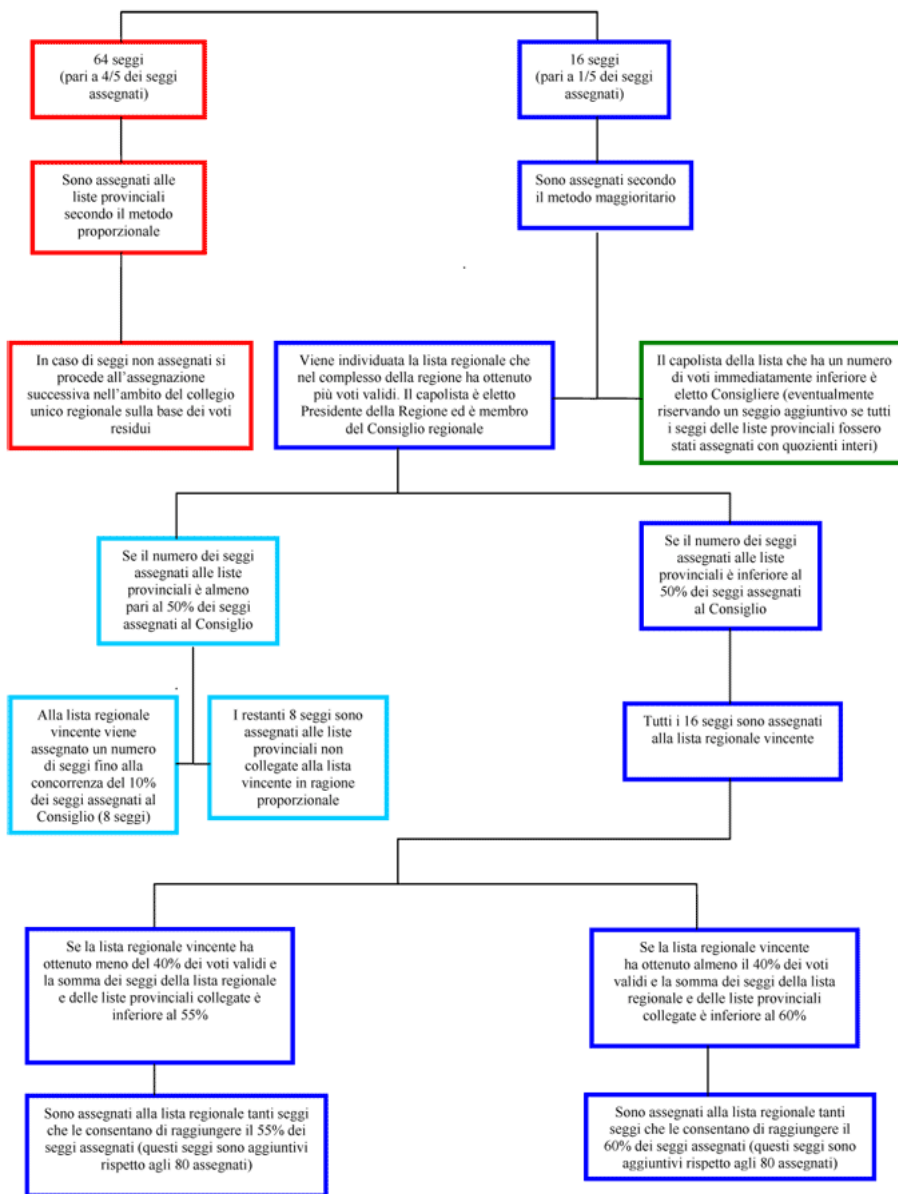 64 seggi
(pari a 4/5 dei seggi
assegnati)
16 seggi
(pari a 1/5 dei seggi
assegnati)
Sono assegnati alle
liste provinciali
secondo il metodo
proporzionale
Sono assegnati secondo
il metodo maggioritario
In caso di seggi non assegnati si
procede all'assegnazione
successiva nell'ambito del collegio
unico regionale sulla base dei voti
residui
Viene individuata la lista regionale che
nel complesso della regione ha ottenuto
più voti validi. Il capolista è eletto
Presidente della Regione ed è membro
del Consiglio regionale
Il capolista della lista che ha un numero
di voti immediatamente inferiore è
eletto Consigliere (eventualmente
riservando un seggio aggiuntivo se tutti
i seggi delle liste provinciali fossero
stati assegnati con quozienti interi)
Se il numero dei seggi
assegnati alle liste
provinciali è almeno
pari al 50% dei seggi
assegnati al Consiglio
Se il numero dei seggi
assegnati alle liste
provinciali è inferiore al
50% dei seggi assegnati
al Consiglio
Alla lista regionale
vincente viene
assegnato un numero
di seggi fino alla
concorrenza del 10%
dei seggi assegnati al
Consiglio (8 seggi)
I restanti 8 seggi sono
assegnati alle liste
provinciali non
collegate alla lista
vincente in ragione
proporzionale
Tutti i 16 seggi sono assegnati
alla lista regionale vincente
Se la lista regionale vincente ha
ottenuto meno del 40% dei voti validi e
la somma dei seggi della lista regionale
e delle liste provinciali collegate è
inferiore al 55%
Se la lista regionale vincente
ha ottenuto almeno il 40% dei voti
validi e la somma dei seggi della lista
regionale e delle liste provinciali
collegate è inferiore al 60%
Sono assegnati alla lista regionale tanti
seggi che le consentano di raggiungere il 55% dei
seggi assegnati (questi seggi sono aggiuntivi
rispetto agli 80 assegnati)
Sono assegnati alla lista regionale tanti
seggi che le consentano di raggiungere il
60% dei seggi assegnati (questi seggi sono
aggiuntivi rispetto agli 80 assegnati)